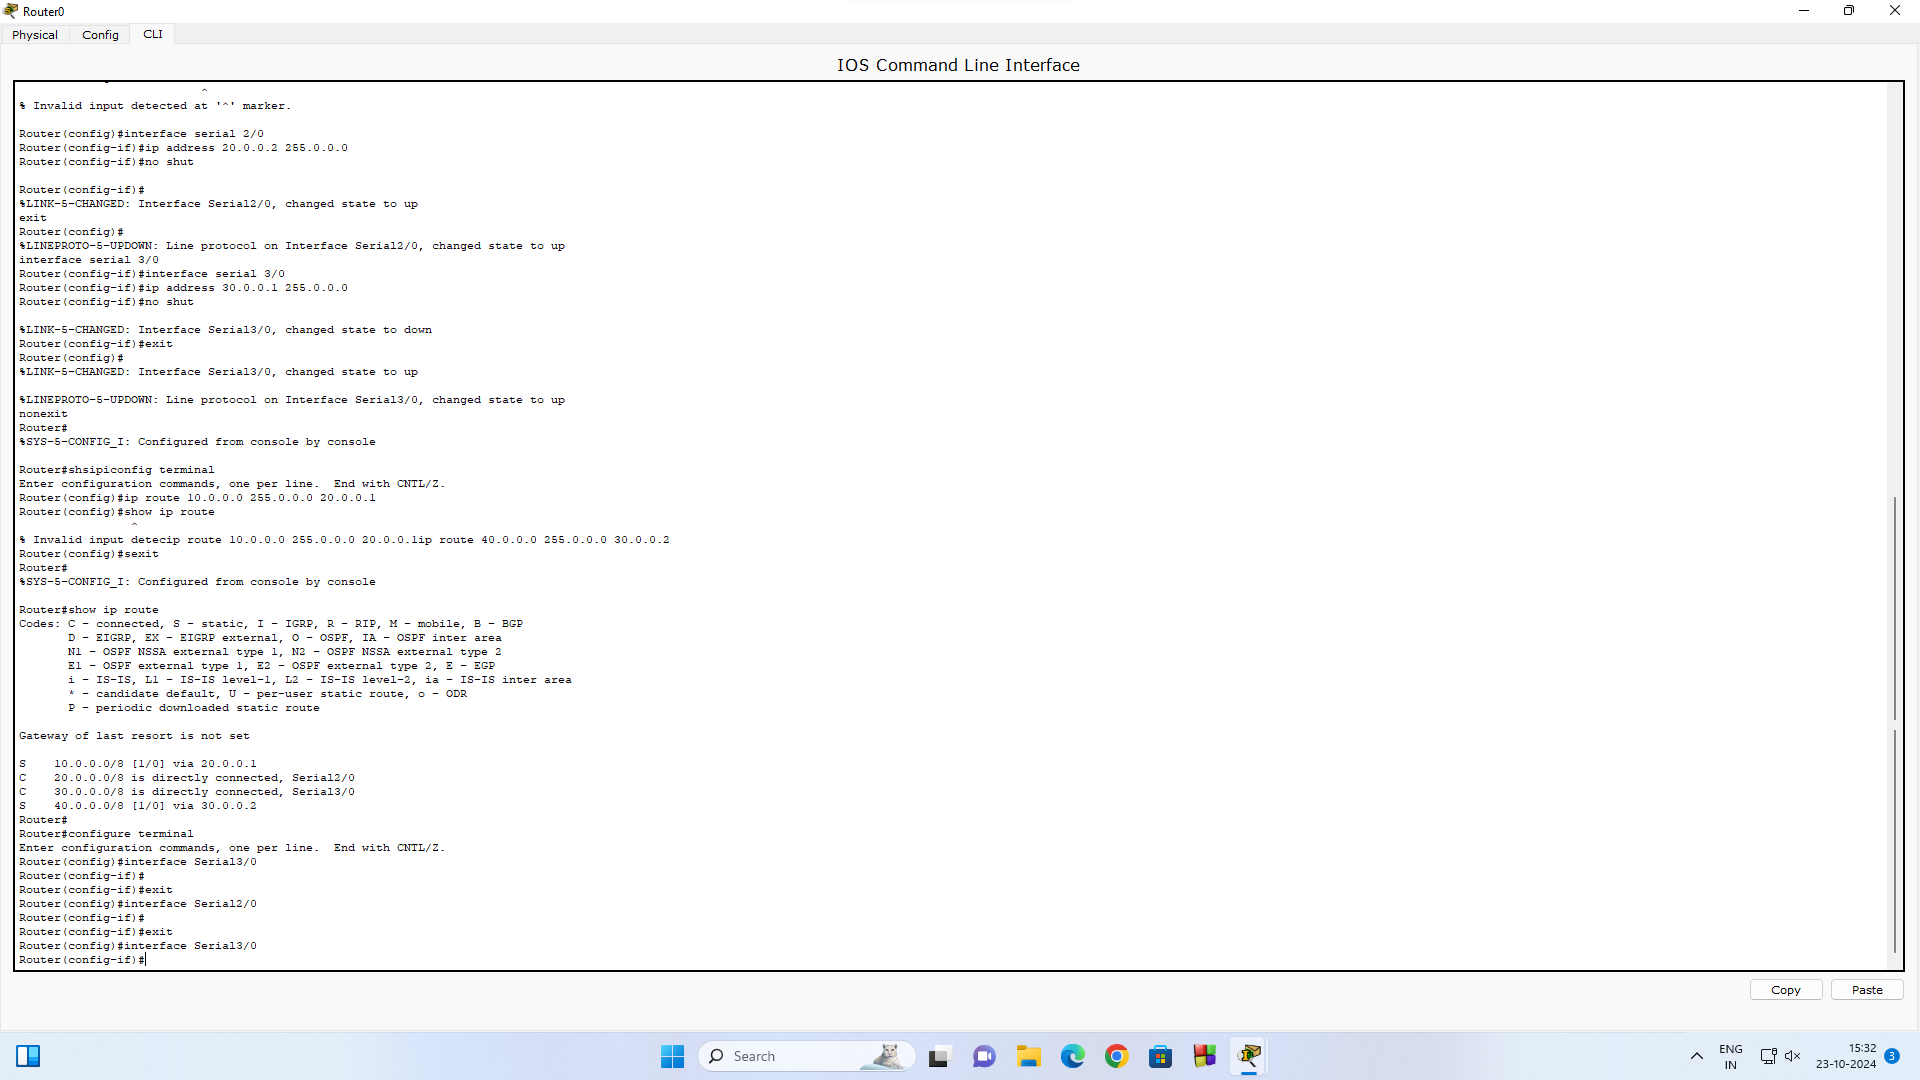 Router0
Physical
Config
CLI
IOS Command Line Interface
^
% Invalid input detected at '^' marker.
Router(config)#interface serial 2/0
Router(config-if)#ip address 20.0.0.2 255.0.0.0
Router(config-if)#no shut
Router(config-if)#
%LINK-5-CHANGED: Interface Serial2/0, changed state to up
exit
Router(config)#
%LINEPROTO-5-UPDOWN: Line protocol on Interface Serial2/0, changed state to up
interface serial 3/0
Router(config-if)#interface serial 3/0
Router(config-if)#ip address 30.0.0.1 255.0.0.0
Router(config-if)#no shut
%LINK-5-CHANGED: Interface Serial3/0, changed state to down
Router(config-if)#exit
Router(config)#
%LINK-5-CHANGED: Interface Serial3/0, changed state to up
%LINEPROTO-5-UPDOWN: Line protocol on Interface Serial3/0, changed state to up
nonexit
Router#
%SYS-5-CONFIG_I: Configured from console by console
Router#shsipiconfig terminal
Enter configuration commands, one per line.  End with CNTL/Z.
Router(config)#ip route 10.0.0.0 255.0.0.0 20.0.0.1
Router(config)#show ip route
^
% Invalid input detecip route 10.0.0.0 255.0.0.0 20.0.0.1ip route 40.0.0.0 255.0.0.0 30.0.0.2
Router(config)#sexit
Router#
%SYS-5-CONFIG_I: Configured from console by console
Router#show ip route
Codes: C - connected, S - static, I - IGRP, R - RIP, M - mobile, B - BGP
D - EIGRP, EX - EIGRP external, O - OSPF, IA - OSPF inter area
N1 - OSPF NSSA external type 1, N2 - OSPF NSSA external type 2
E1 - OSPF external type 1, E2 - OSPF external type 2, E - EGP
i - IS-IS, L1 - IS-IS level-1, L2 - IS-IS level-2, ia - IS-IS inter area
* - candidate default, U - per-user static route, o - ODR
P - periodic downloaded static route
Gateway of last resort is not set
S    10.0.0.0/8 [1/0] via 20.0.0.1
C    20.0.0.0/8 is directly connected, Serial2/0
C    30.0.0.0/8 is directly connected, Serial3/0
S    40.0.0.0/8 [1/0] via 30.0.0.2
Router#
Router#configure terminal
Enter configuration commands, one per line.  End with CNTL/Z.
Router(config)#interface Serial3/0
Router(config-if)#
Router(config-if)#exit
Router(config)#interface Serial2/0
Router(config-if)#
Router(config-if)#exit
Router(config)#interface Serial3/0
Router(config-if)#
Copy
Paste
Search
ENG
IN
15:32
23-10-2024
3